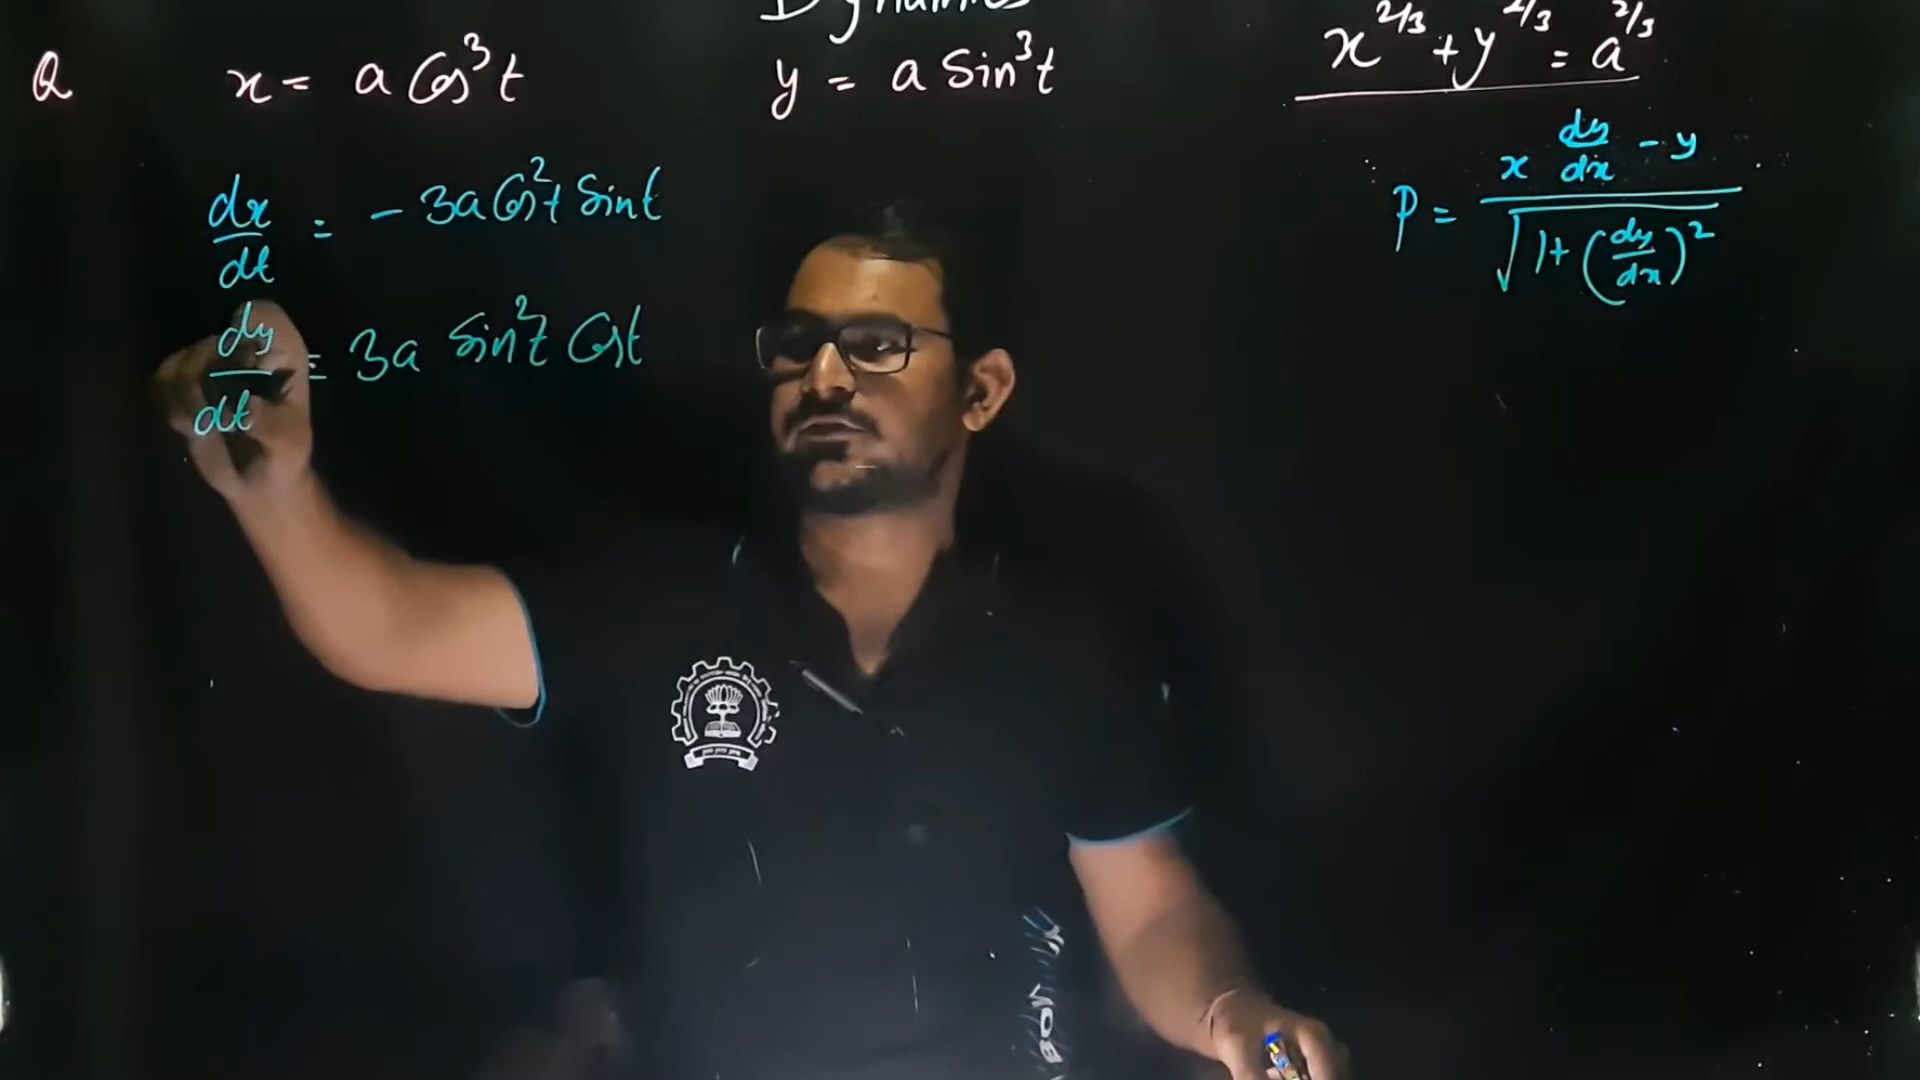 Dynamics
Q x = a Cos³t y = a Sin³t x^2/3 + y^2/3 = a^2/3
dx/dt = - 3a Cos²t Sint
dy/dt = 3a Sin²t Cost
P = (x dy/dx - y) / √(1 + (dy/dx)²)